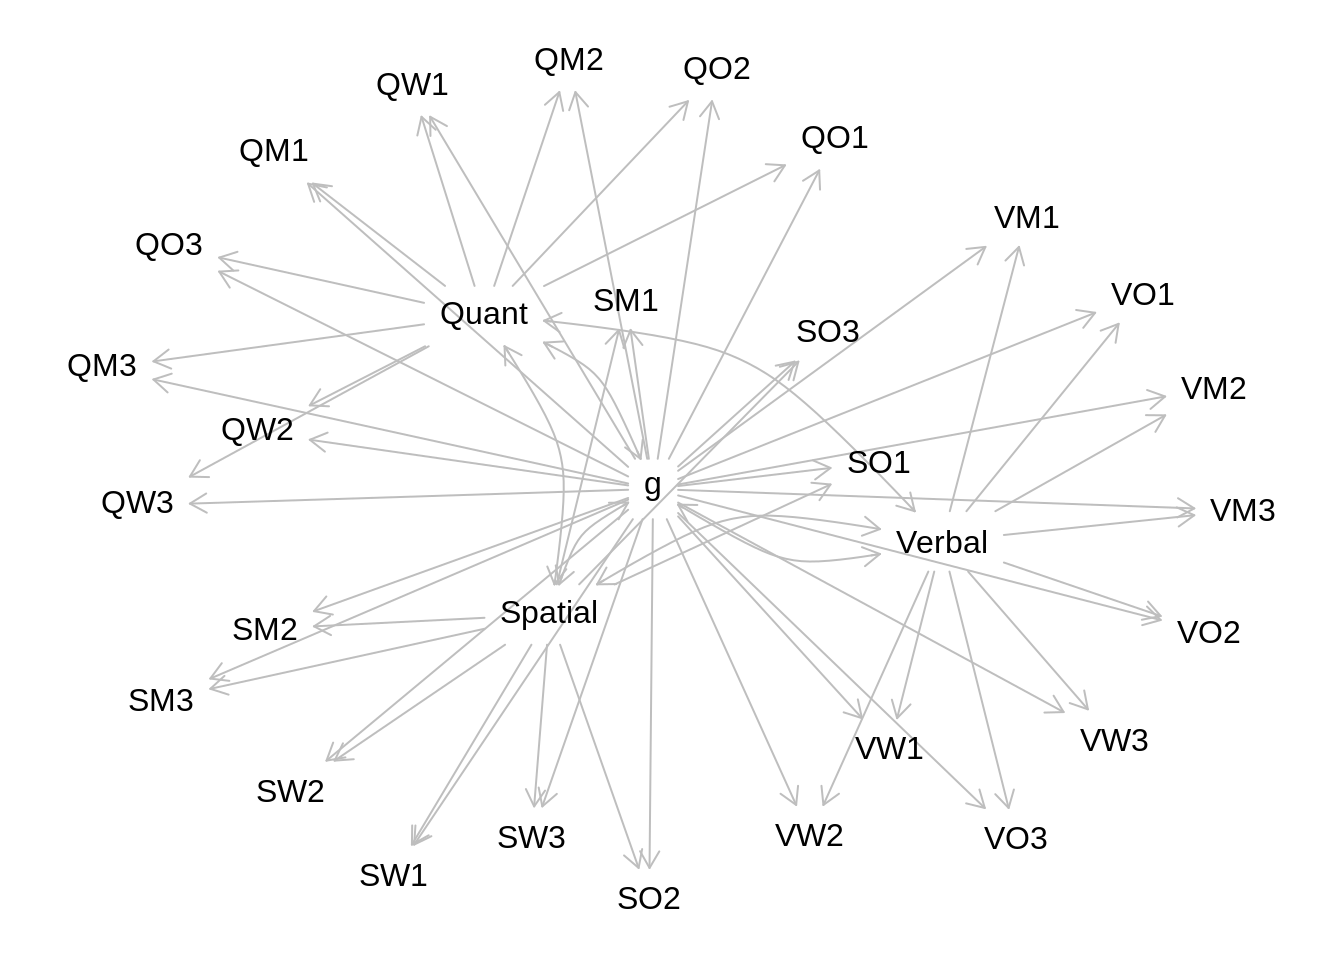 QM2
QO2
QW1
QO1
QM1
VM1
QO3
VO1
SM1
Quant
SO3
QM3
VM2
QW2
SO1
g
QW3
VM3
Verbal
Spatial
SM2
VO2
SM3
VW3
VW1
SW2
VW2
SW3
VO3
SW1
SO2